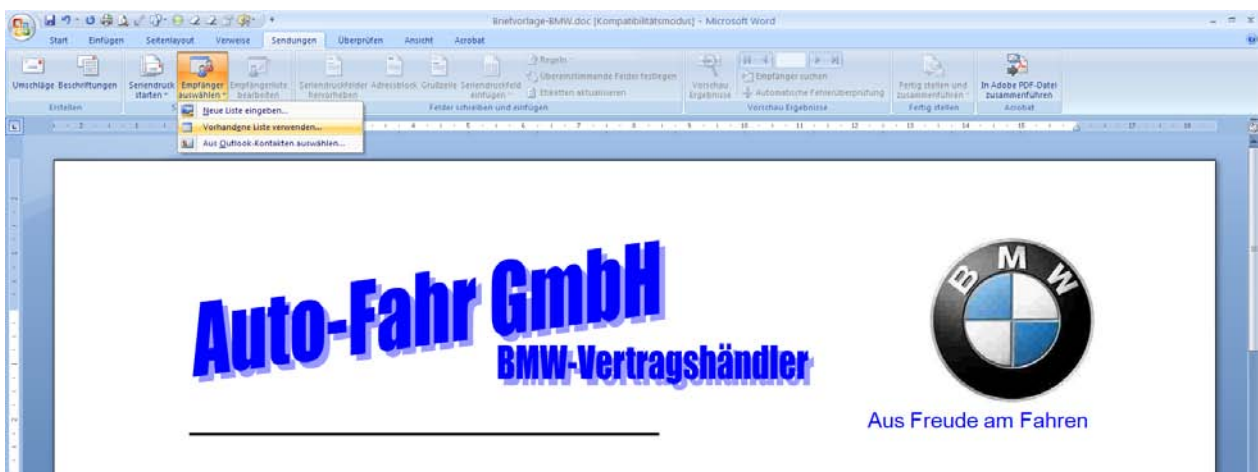 Briefvorlage-BMW.doc [Kompatibilitätsmodus] - Microsoft Word
Start Einfügen Seitenlayout Verweise Sendungen Überprüfen Ansicht Acrobat
Umschläge Beschriftungen
Seriendruck starten
Empfänger auswählen
Empfängerliste bearbeiten
Seriendruckfelder hervorheben
Adressblock Grußzeile
Seriendruckfeld einfügen
Regeln
Übereinstimmende Felder festlegen
Etiketten aktualisieren
Vorschau Ergebnisse
Empfänger suchen
Automatische Fehlerüberprüfung
Fertig stellen und zusammenführen
In Adobe PDF-Datei zusammenführen
Erstellen
Felder schreiben und einfügen
Vorschau Ergebnisse
Fertig stellen
Acrobat
Neue Liste eingeben...
Vorhandene Liste verwenden...
Aus Outlook-Kontakten auswählen...
Auto-Fahr GmbH
BMW-Vertragshändler
BMW
Aus Freude am Fahren